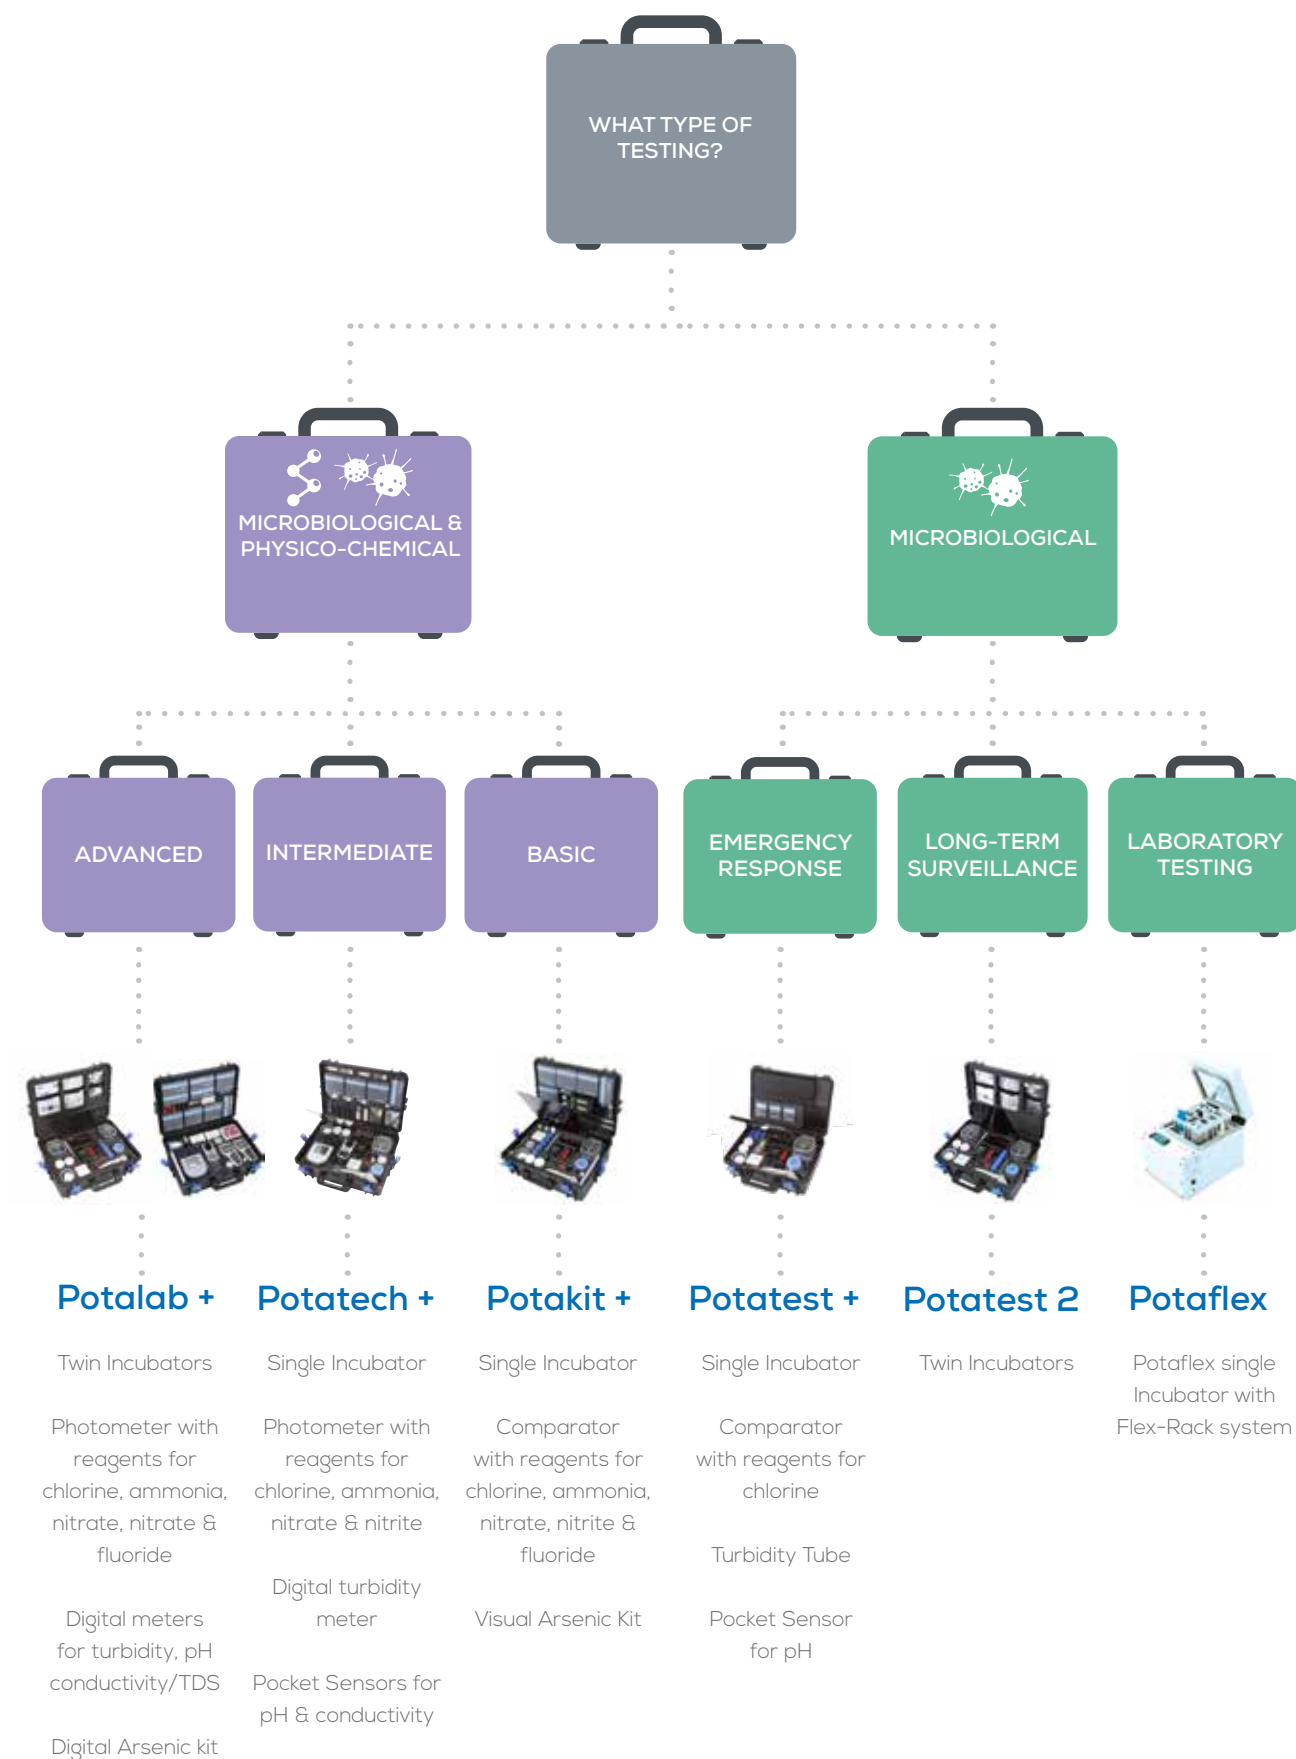 WHAT TYPE OF
TESTING?
MICROBIOLOGICAL &
PHYSICO-CHEMICAL
MICROBIOLOGICAL
ADVANCED
INTERMEDIATE
BASIC
EMERGENCY
RESPONSE
LONG-TERM
SURVEILLANCE
LABORATORY
TESTING
Potalab +
Twin Incubators
Photometer with
reagents for
chlorine, ammonia,
nitrate, nitrate &
fluoride
Digital meters
for turbidity, pH
conductivity/TDS
Digital Arsenic kit
Potatech +
Single Incubator
Photometer with
reagents for
chlorine, ammonia,
nitrate & nitrite
Digital turbidity
meter
Pocket Sensors for
pH & conductivity
Potakit +
Single Incubator
Comparator
with reagents for
chlorine, ammonia,
nitrate, nitrite &
fluoride
Visual Arsenic Kit
Potatest +
Single Incubator
Comparator
with reagents for
chlorine
Turbidity Tube
Pocket Sensor
for pH
Potatest 2
Twin Incubators
Potaflex
Potaflex single
Incubator with
Flex-Rack system